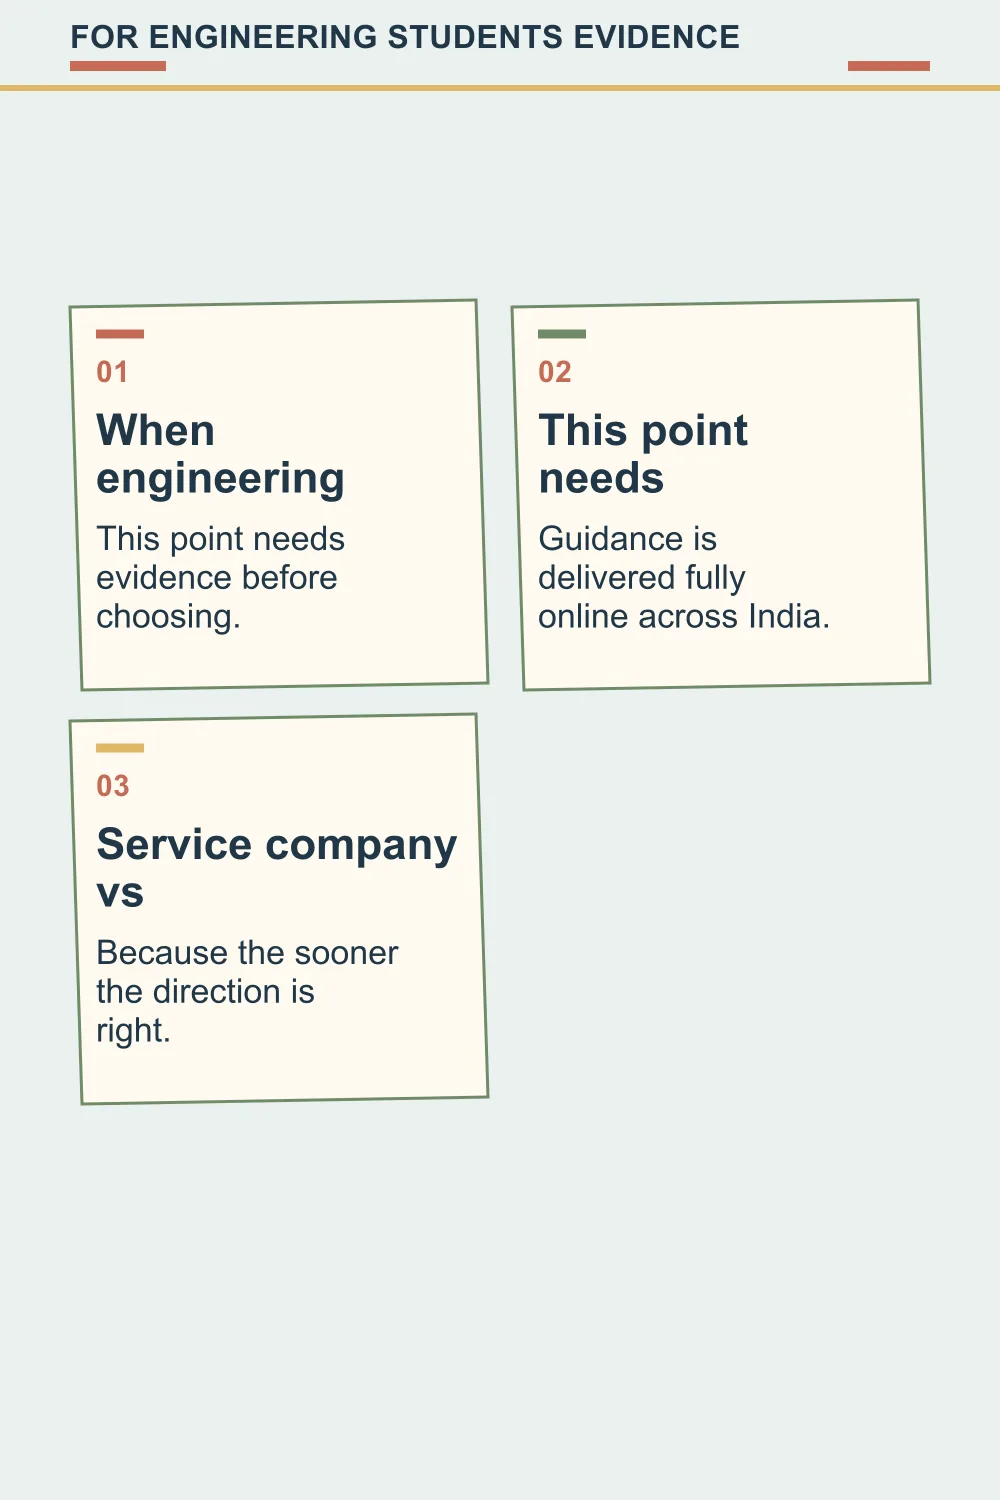 FOR ENGINEERING STUDENTS EVIDENCE
01
When
engineering
This point needs
evidence before
choosing.
02
This point
needs
Guidance is
delivered fully
online across India.
03
Service company
vs
Because the sooner
the direction is
right.